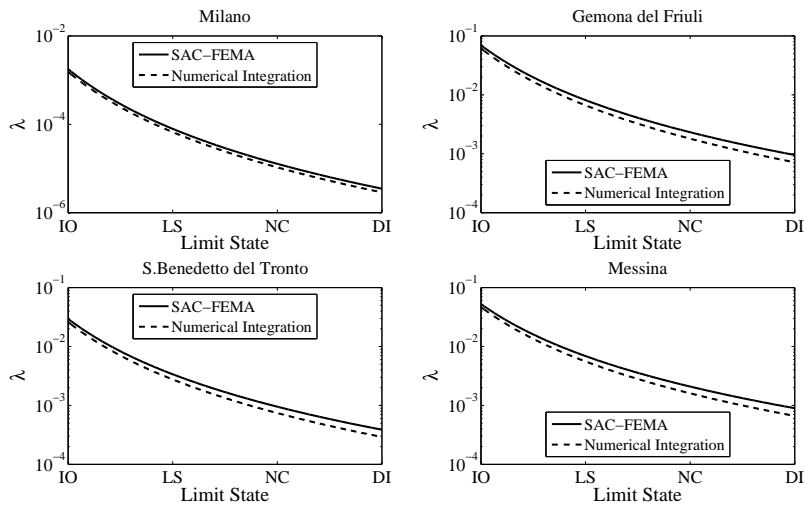 Milano
10⁻²
10⁻⁴
10⁻⁶
λ
SAC−FEMA
Numerical Integration
IO LS NC DI
Limit State
Gemona del Friuli
10⁻¹
10⁻²
10⁻³
10⁻⁴
λ
SAC−FEMA
Numerical Integration
IO LS NC DI
Limit State
S.Benedetto del Tronto
10⁻¹
10⁻²
10⁻³
10⁻⁴
λ
SAC−FEMA
Numerical Integration
IO LS NC DI
Limit State
Messina
10⁻¹
10⁻²
10⁻³
10⁻⁴
λ
SAC−FEMA
Numerical Integration
IO LS NC DI
Limit State